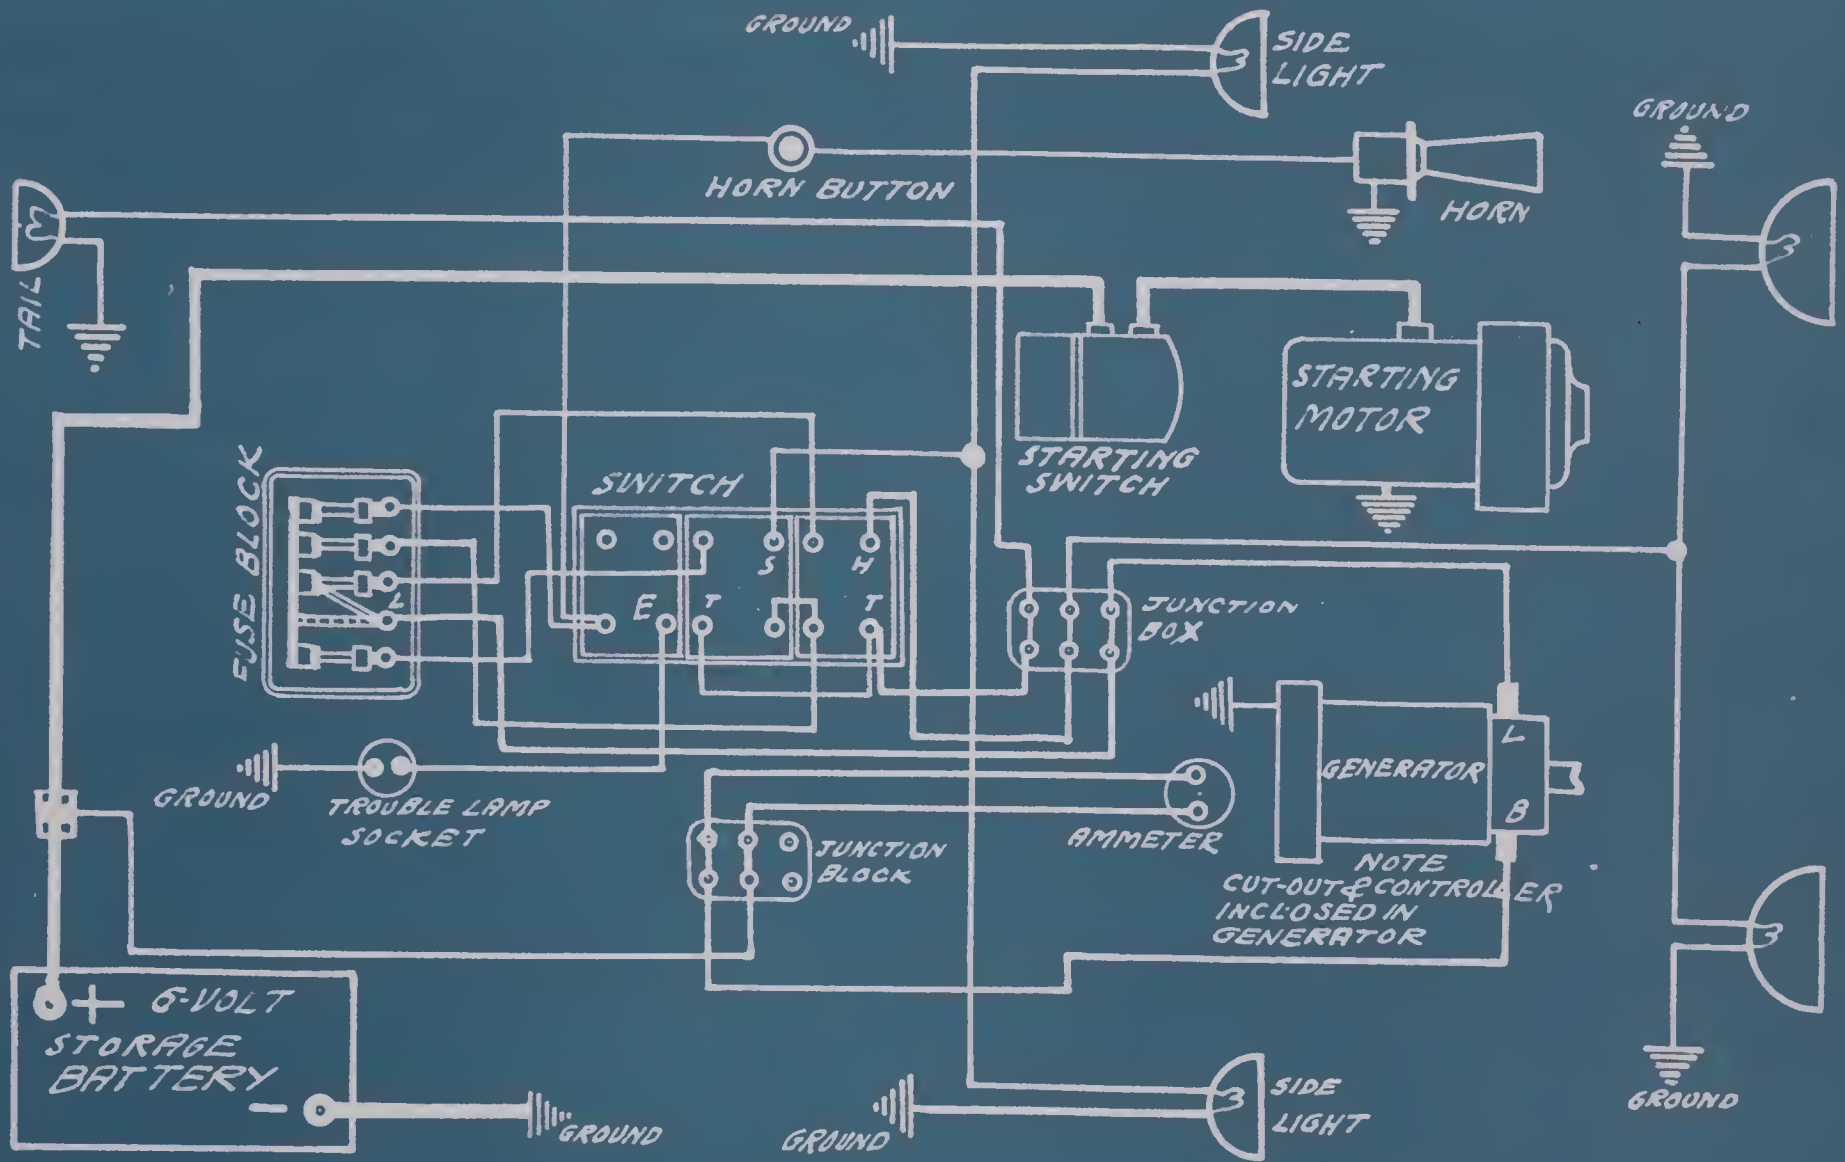 GROUND
SIDE
LIGHT
GROUND
HORN BUTTON
HORN
TAIL
STARTING
MOTOR
STARTING
SWITCH
FUSE BLOCK
SWITCH
S
H
L
E
T
T
JUNCTION
BOX
GROUND
TROUBLE LAMP
SOCKET
L
GENERATOR
B
AMMETER
JUNCTION
BLOCK
NOTE
CUT-OUT & CONTROLLER
INCLOSED IN
GENERATOR
+ 6-VOLT
STORAGE
BATTERY
-
GROUND
GROUND
SIDE
LIGHT
GROUND